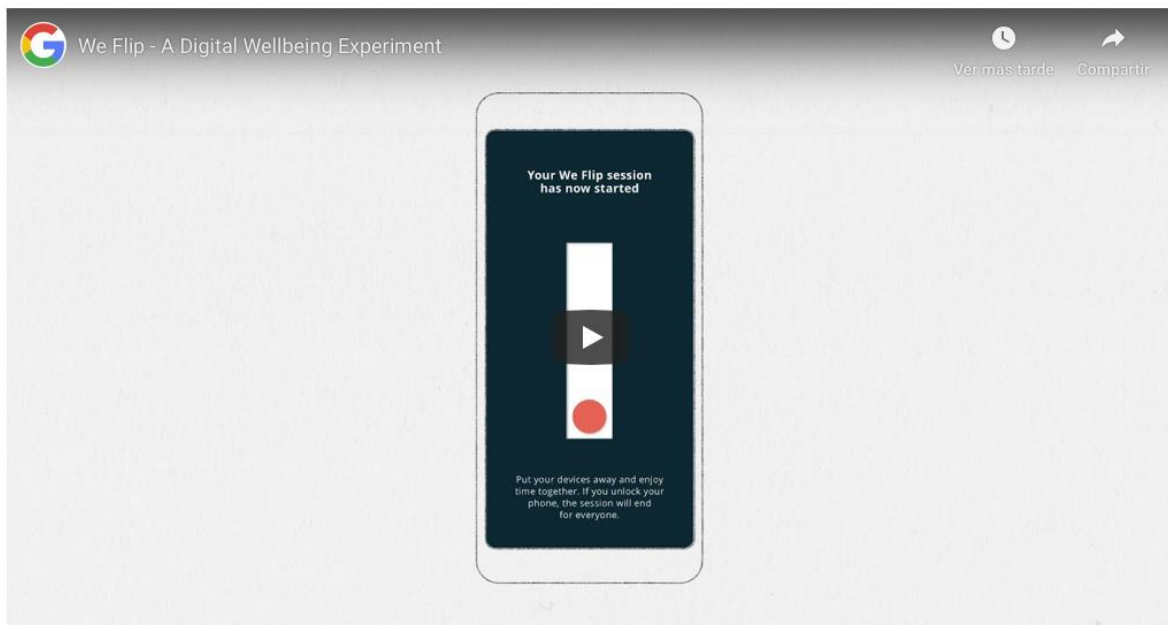 We Flip - A Digital Wellbeing Experiment
Ver más tarde
Compartir
Your We Flip session
has now started
Put your devices away and enjoy
time together. If you unlock your
phone, the session will end
for everyone.